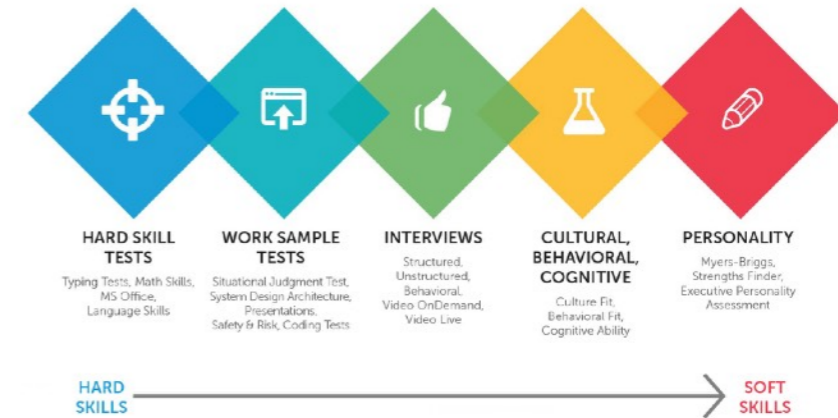 HARD SKILL
TESTS
Typing Tests, Math Skills,
MS Office,
Language Skills
WORK SAMPLE
TESTS
Situational Judgment Test,
System Design Architecture,
Presentations,
Safety & Risk, Coding Tests
INTERVIEWS
Structured,
Unstructured,
Behavioral,
Video OnDemand,
Video Live
CULTURAL,
BEHAVIORAL,
COGNITIVE
Culture Fit,
Behavioral Fit,
Cognitive Ability
PERSONALITY
Myers-Briggs,
Strengths Finder,
Executive Personality
Assessment
HARD
SKILLS
SOFT
SKILLS